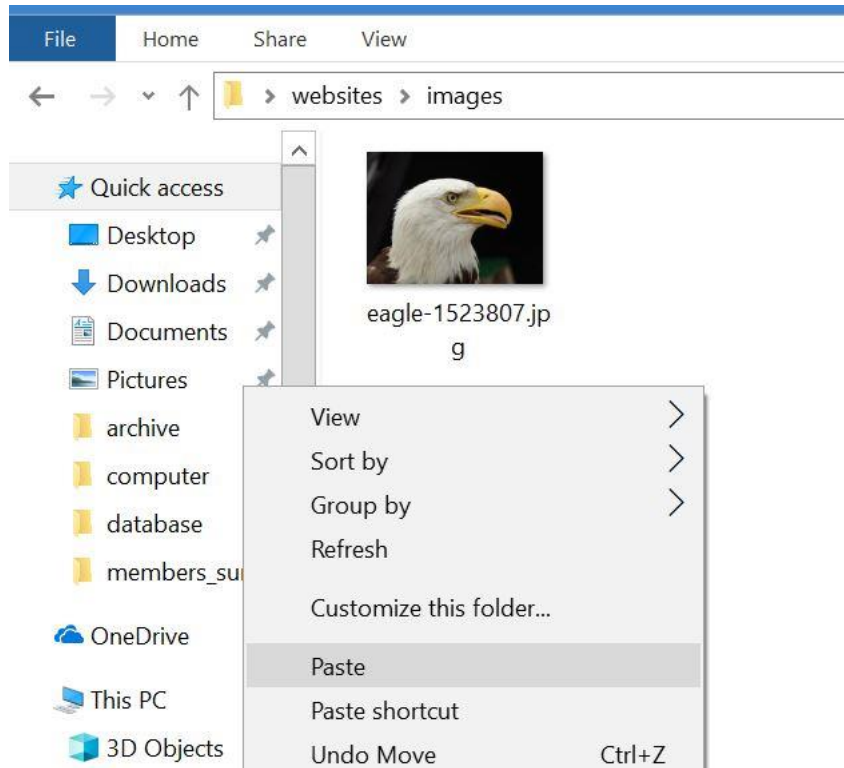 File Home Share View
websites images
Quick access
Desktop
Downloads
Documents
Pictures
archive
computer
database
members_sur
OneDrive
This PC
3D Objects
eagle-1523807.jp
g
View
Sort by
Group by
Refresh
Customize this folder...
Paste
Paste shortcut
Undo Move Ctrl+Z